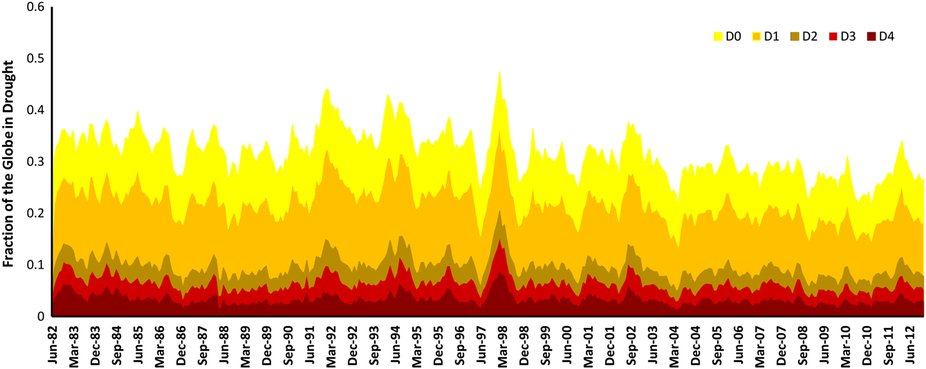 Fraction of the Globe in Drought
0.6
0.5
0.4
0.3
0.2
0.1
0
D0 D1 D2 D3 D4
Jun-82
Mar-83
Dec-83
Sep-84
Jun-85
Mar-86
Dec-86
Sep-87
Jun-88
Mar-89
Dec-89
Sep-90
Jun-91
Mar-92
Dec-92
Sep-93
Jun-94
Mar-95
Dec-95
Sep-96
Jun-97
Mar-98
Dec-98
Sep-99
Jun-00
Mar-01
Dec-01
Sep-02
Jun-03
Mar-04
Dec-04
Sep-05
Jun-06
Mar-07
Dec-07
Sep-08
Jun-09
Mar-10
Dec-10
Sep-11
Jun-12